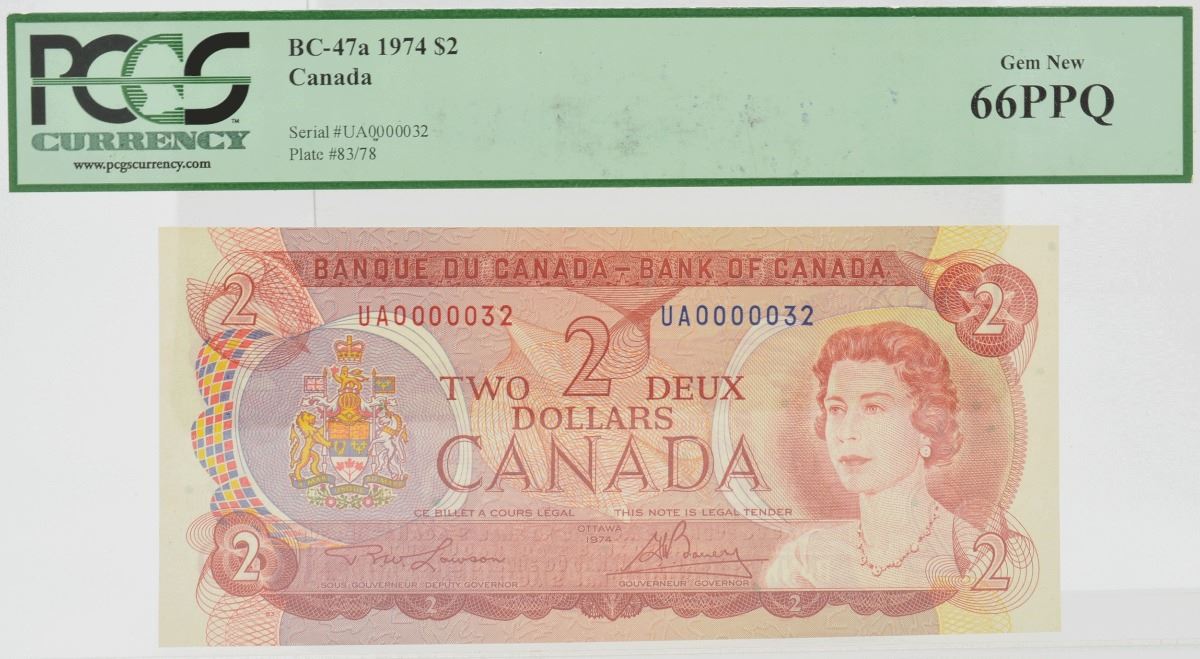 PCGS
CURRENCY
www.pcgscurrency.com
BC-47a 1974 $2
Canada
Serial #UA0000032
Plate #83/78
Gem New
66PPQ
2 BANQUE DU CANADA – BANK OF CANADA 2
UA0000032 2 UA0000032
TWO DEUX
DOLLARS
CANADA
CE BILLET A COURS LÉGAL THIS NOTE IS LEGAL TENDER
OTTAWA
1974
2 2
SOUS-GOUVERNEUR DEPUTY GOVERNOR GOUVERNEUR GOVERNOR
2 2